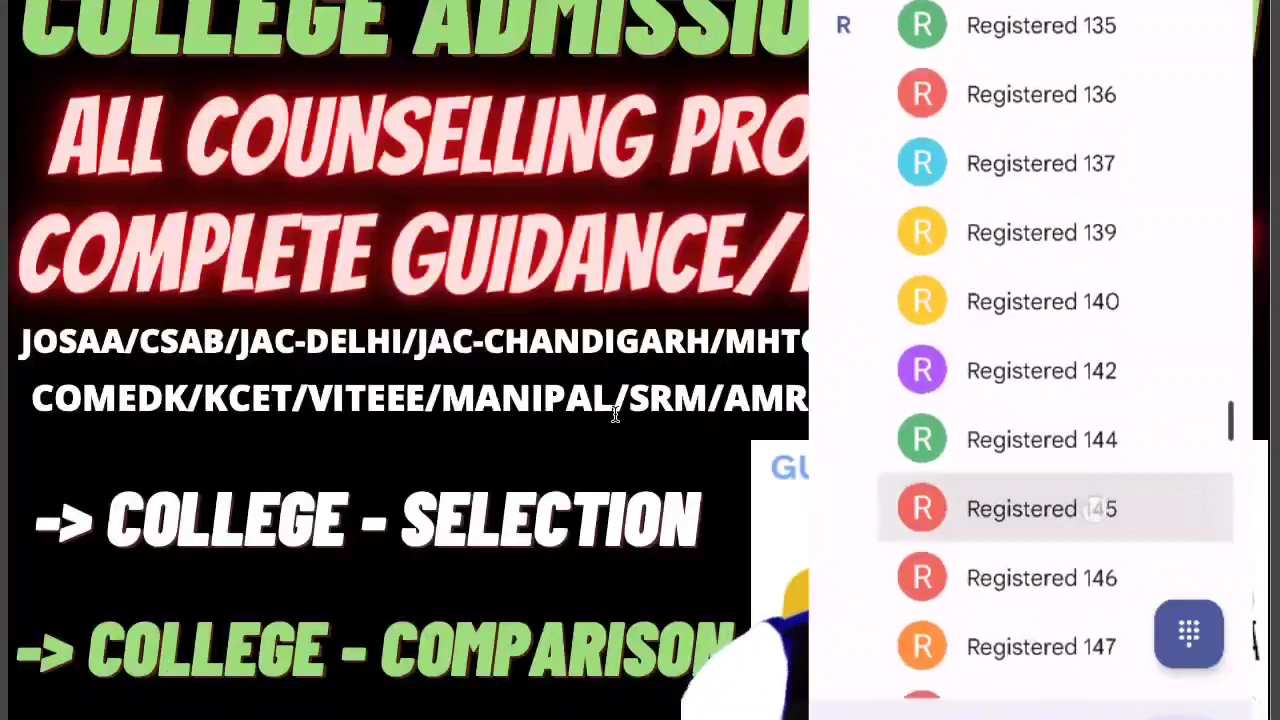 COLLEGE ADMISSIO
ALL COUNSELLING PRO
COMPLETE GUIDANCE/
JOSAA/CSAB/JAC-DELHI/JAC-CHANDIGARH/MHT
COMEDK/KCET/VITEEE/MANIPAL/SRM/AMR
-> COLLEGE - SELECTION
-> COLLEGE - COMPARISON
GU
R
R Registered 135
R Registered 136
R Registered 137
R Registered 139
R Registered 140
R Registered 142
R Registered 144
R Registered 145
R Registered 146
R Registered 147